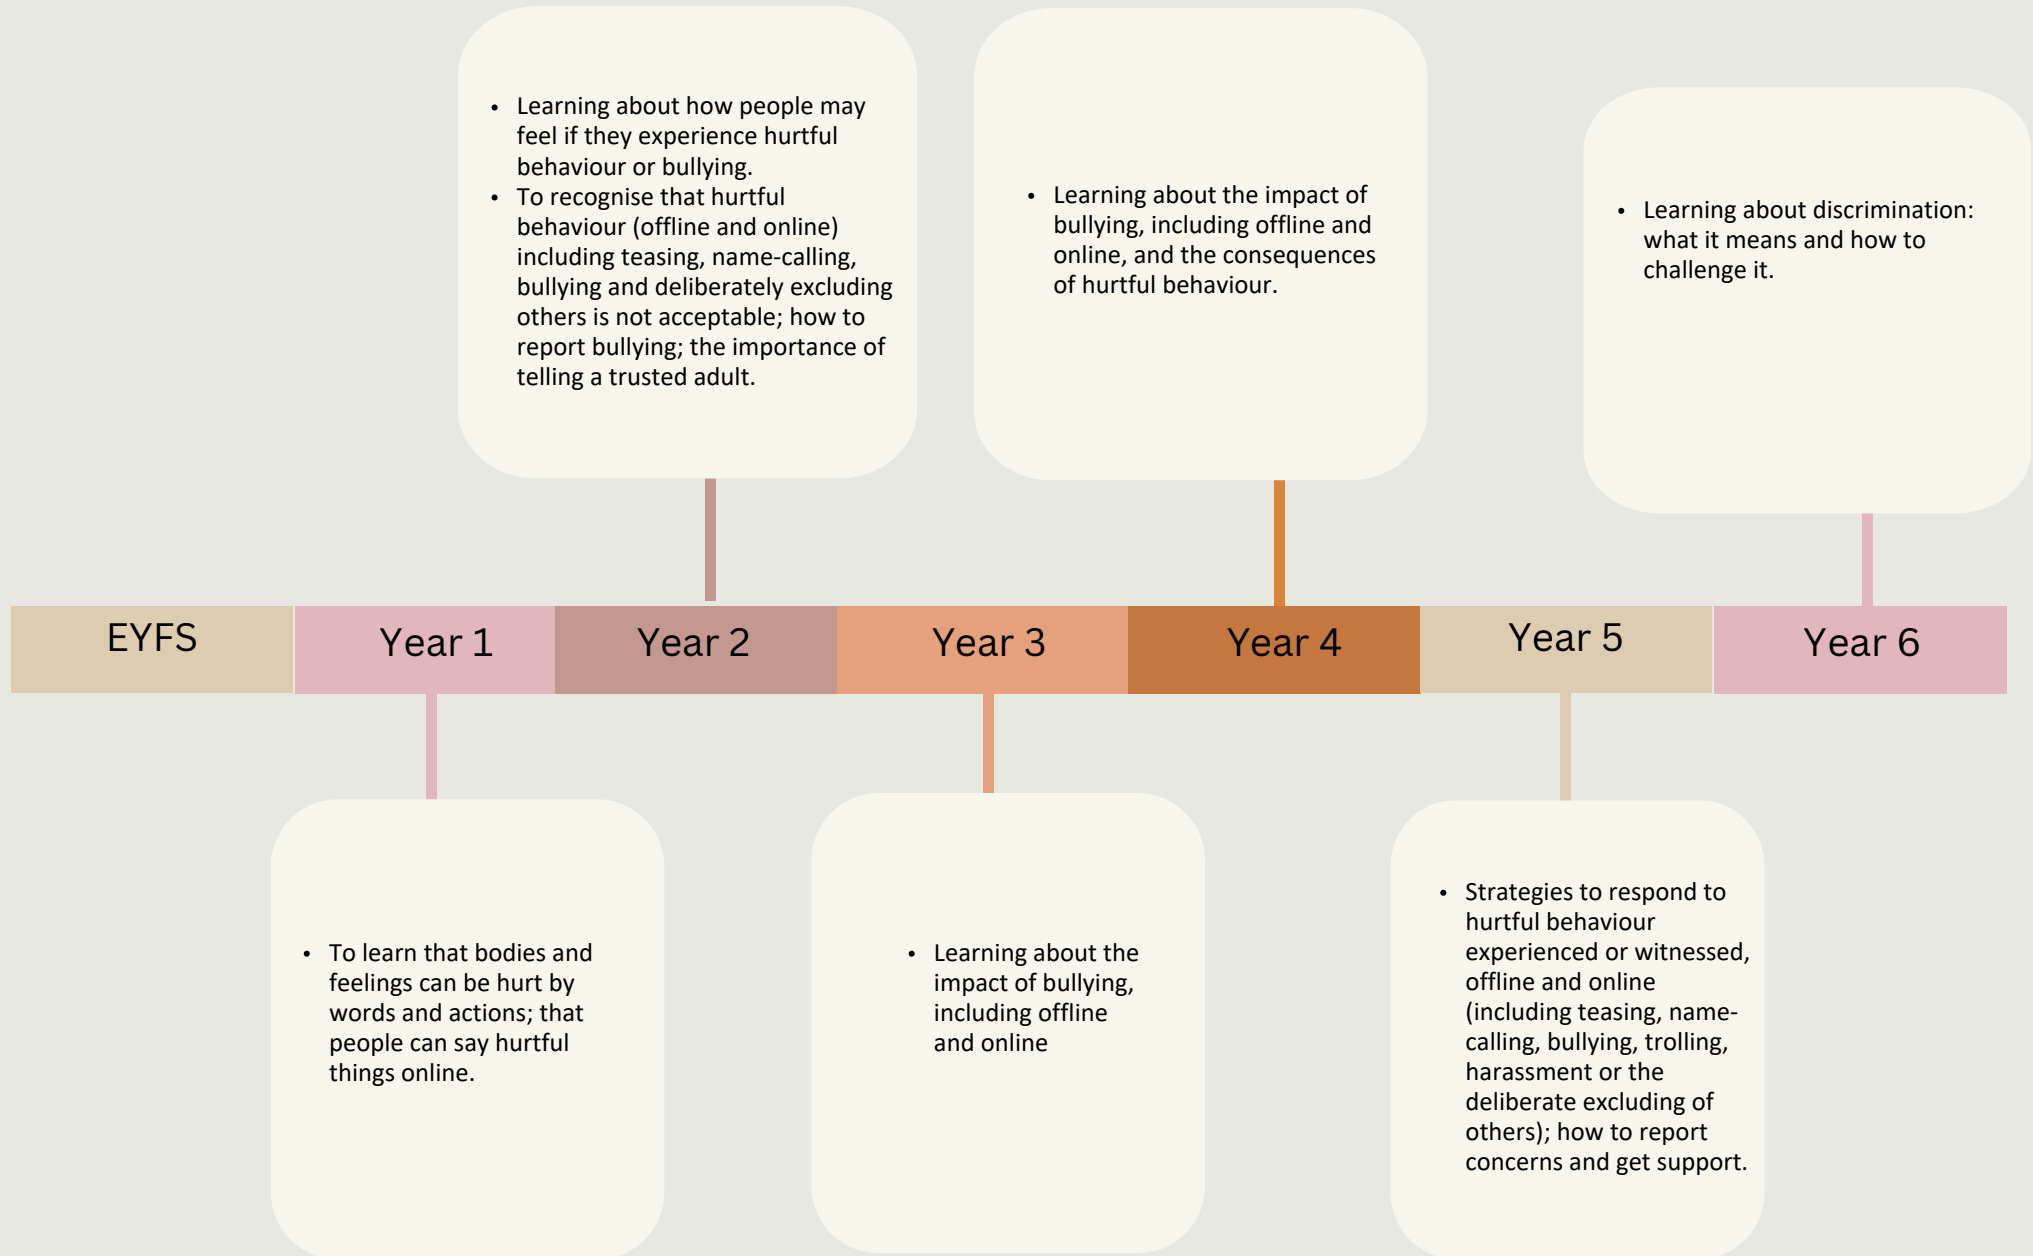 • Learning about how people may
feel if they experience hurtful
behaviour or bullying.
• To recognise that hurtful
behaviour (offline and online)
including teasing, name-calling,
bullying and deliberately excluding
others is not acceptable; how to
report bullying; the importance of
telling a trusted adult.
• Learning about the impact of
bullying, including offline and
online, and the consequences
of hurtful behaviour.
• Learning about discrimination:
what it means and how to
challenge it.
EYFS
Year 1
Year 2
Year 3
Year 4
Year 5
Year 6
• To learn that bodies and
feelings can be hurt by
words and actions; that
people can say hurtful
things online.
• Learning about the
impact of bullying,
including offline
and online
• Strategies to respond to
hurtful behaviour
experienced or witnessed,
offline and online
(including teasing, name-
calling, bullying, trolling,
harassment or the
deliberate excluding of
others); how to report
concerns and get support.